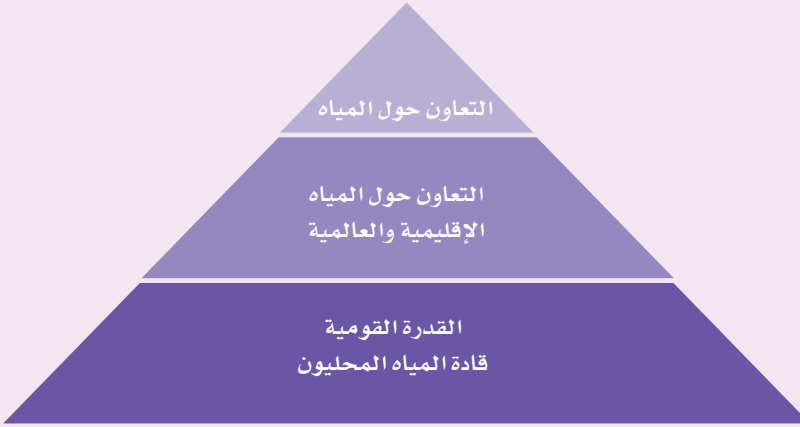 التعاون حول المياه
التعاون حول المياه
الإقليمية والعالمية
القدرة القومية
قادة المياه المحليون